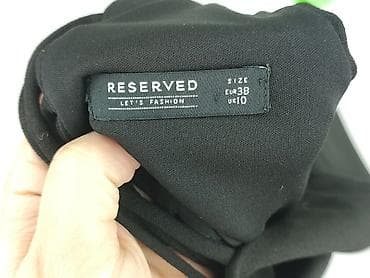 RESERVED
LET'S FASHION
SIZE
EUR 38
UK 10